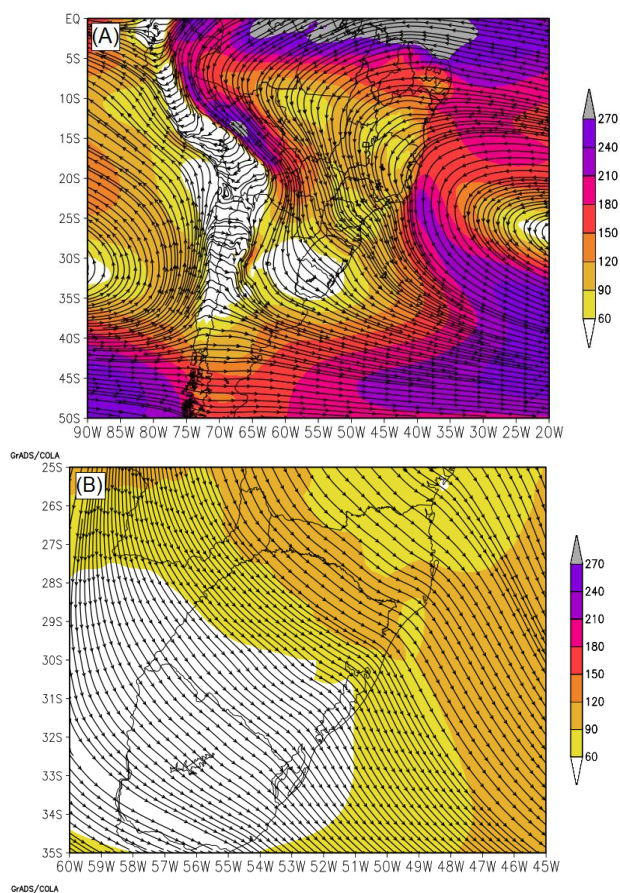 (A)
EQ
5S
10S
15S
20S
25S
30S
35S
40S
45S
50S
90W 85W 80W 75W 70W 65W 60W 55W 50W 45W 40W 35W 30W 25W 20W
270
240
210
180
150
120
90
60
GrADS/COLA
(B)
25S
26S
27S
28S
29S
30S
31S
32S
33S
34S
35S
60W 59W 58W 57W 56W 55W 54W 53W 52W 51W 50W 49W 48W 47W 46W 45W
270
240
210
180
150
120
90
60
GrADS/COLA